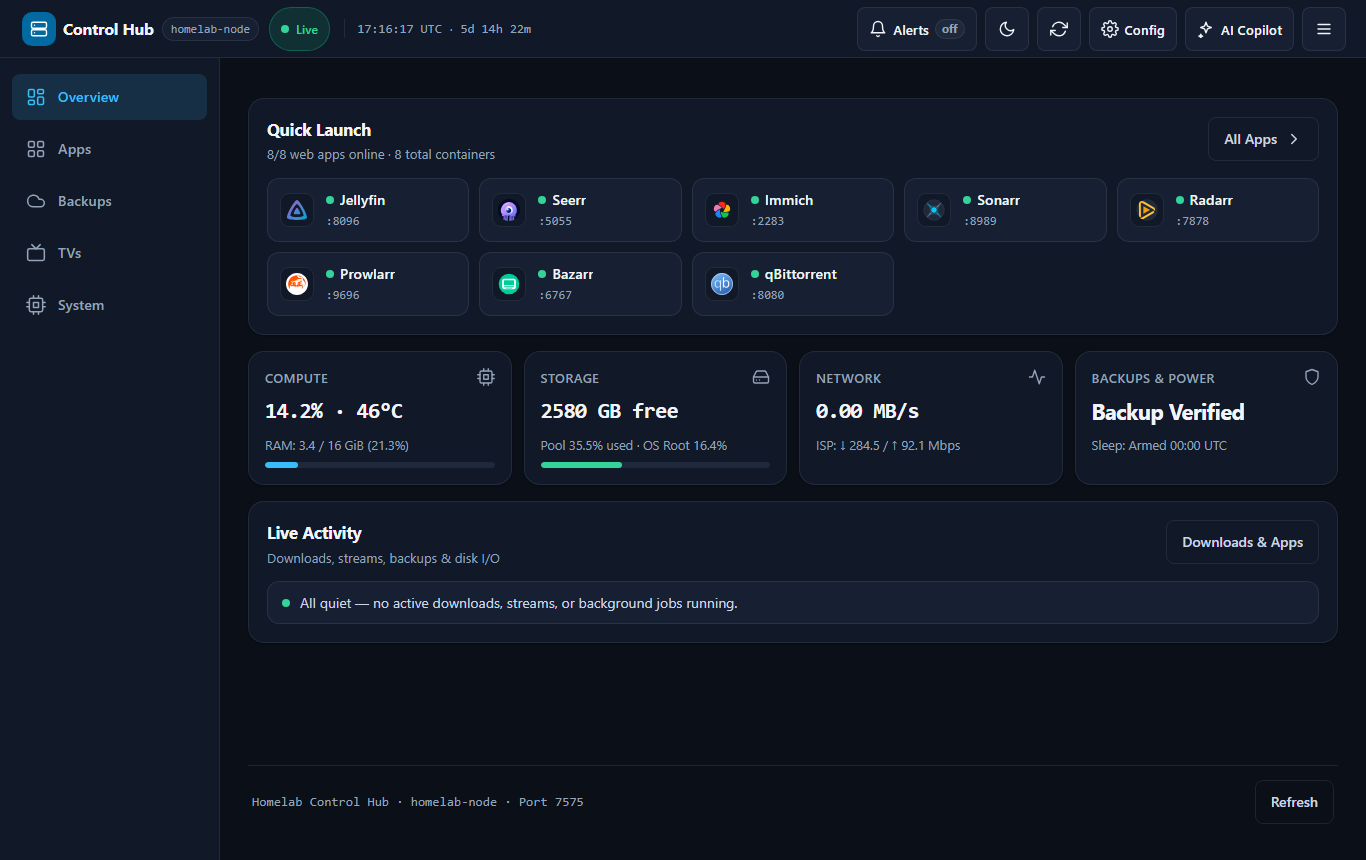 Control Hub homelab-node Live 17:16:17 UTC · 5d 14h 22m Alerts off Config AI Copilot
Overview
Apps
Backups
TVs
System
Quick Launch
8/8 web apps online · 8 total containers
All Apps
Jellyfin
:8096
Seerr
:5055
Immich
:2283
Sonarr
:8989
Radarr
:7878
Prowlarr
:9696
Bazarr
:6767
qb
qBittorrent
:8080
COMPUTE
14.2% · 46°C
RAM: 3.4 / 16 GiB (21.3%)
STORAGE
2580 GB free
Pool 35.5% used · OS Root 16.4%
NETWORK
0.00 MB/s
ISP: ↓ 284.5 / ↑ 92.1 Mbps
BACKUPS & POWER
Backup Verified
Sleep: Armed 00:00 UTC
Live Activity
Downloads, streams, backups & disk I/O
Downloads & Apps
All quiet — no active downloads, streams, or background jobs running.
Homelab Control Hub · homelab-node · Port 7575
Refresh